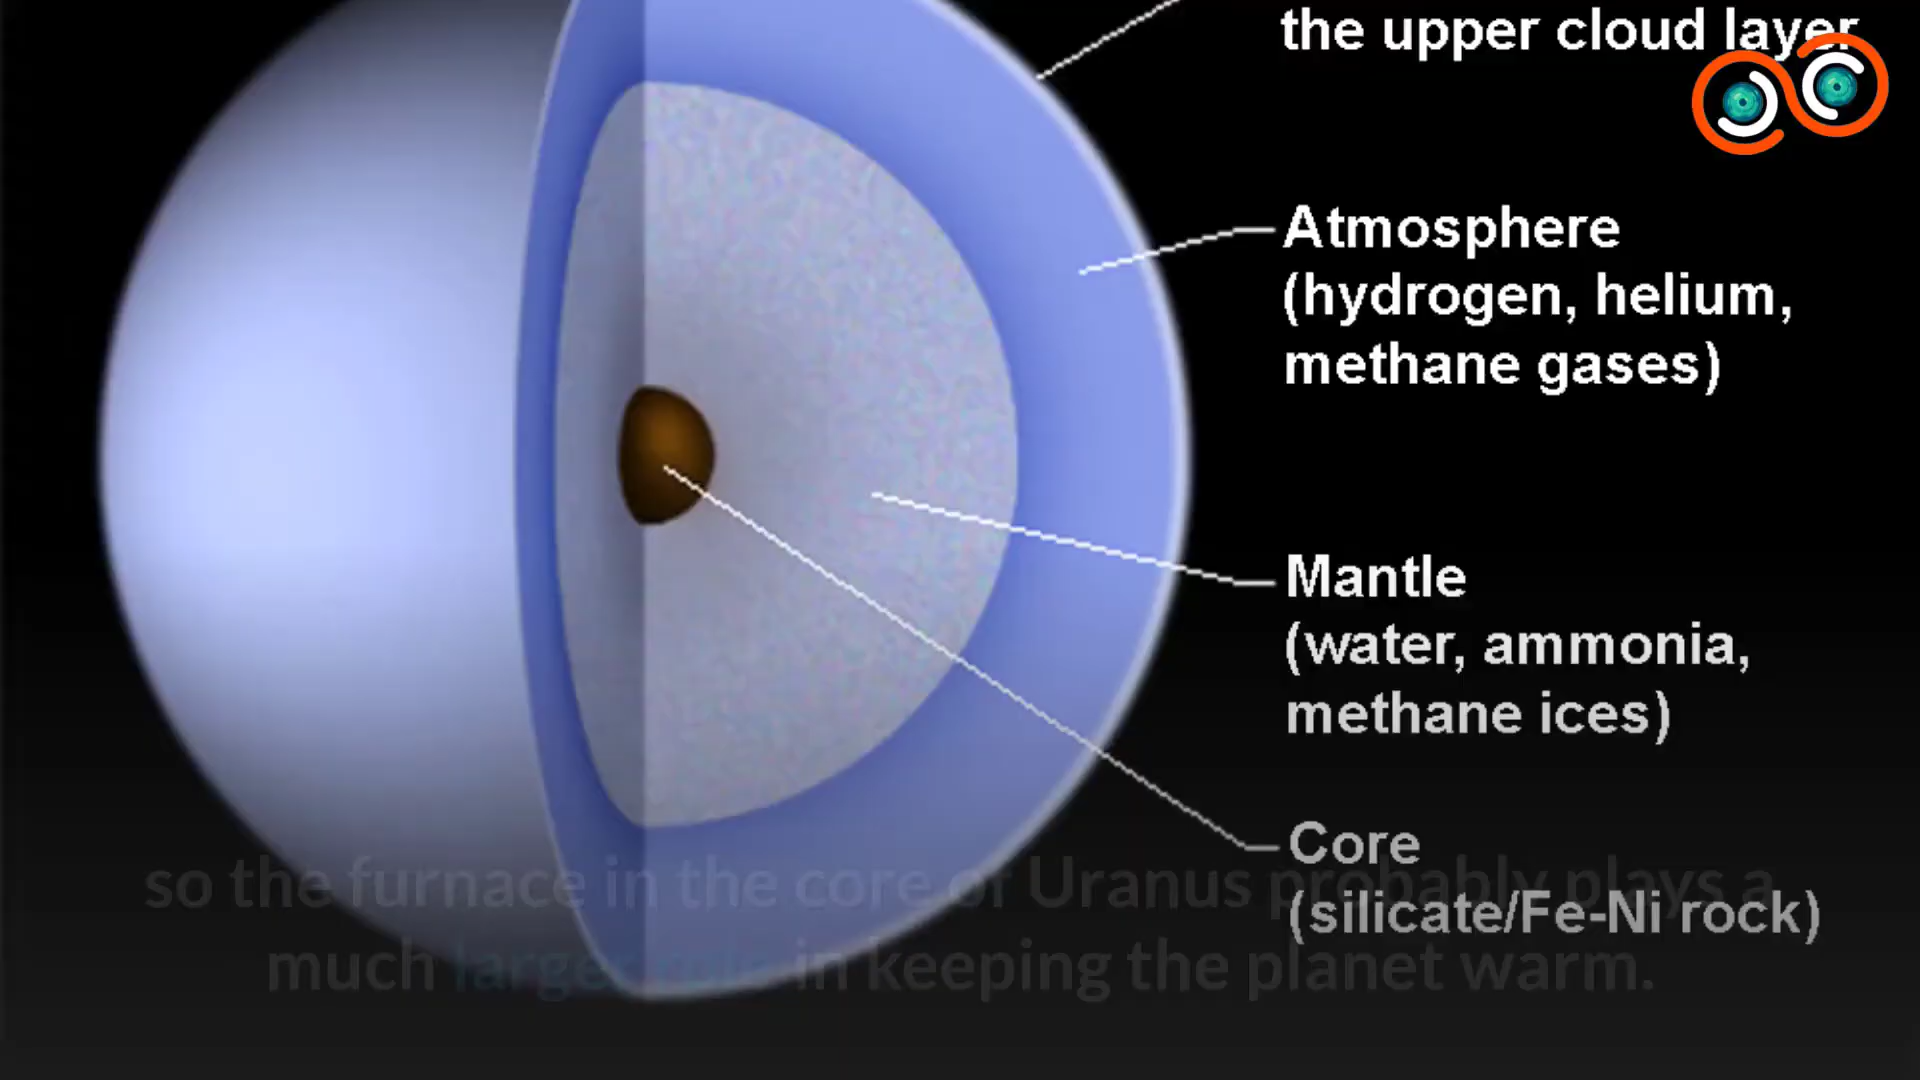 the upper cloud layer
Atmosphere
(hydrogen, helium,
methane gases)
Mantle
(water, ammonia,
methane ices)
Core
(silicate/Fe-Ni rock)
so the furnace in the core of Uranus probably plays a
much larger role in keeping the planet warm.